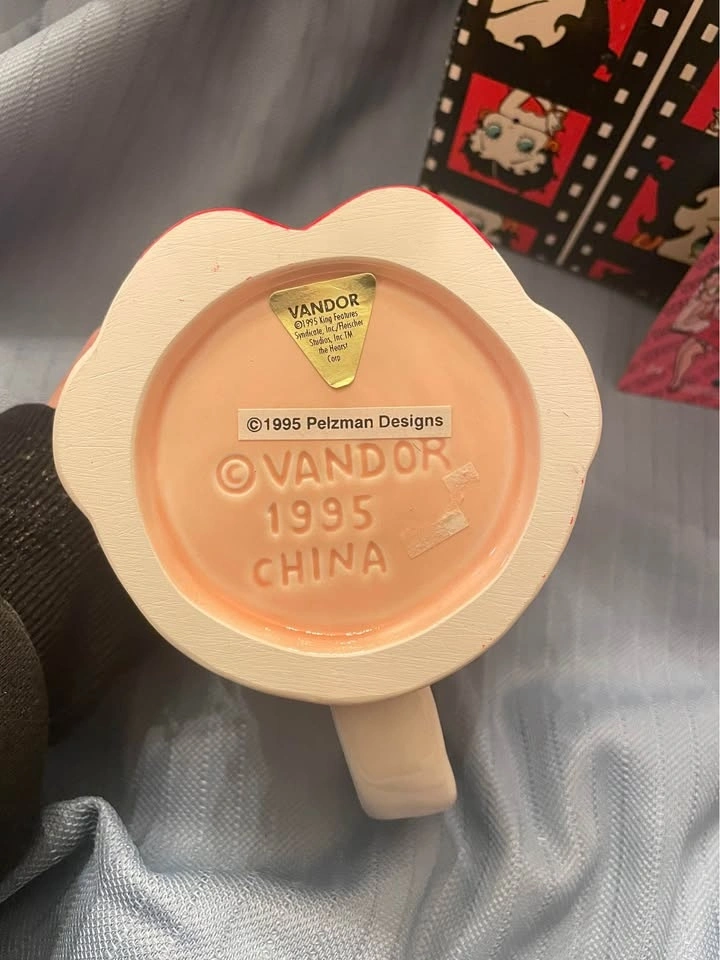 VANDOR
©1995 King Features
Syndicate, Inc./Fleischer
Studios, Inc.TM
the Hearst
Corp
©1995 Pelzman Designs
©VANDOR
1995
CHINA